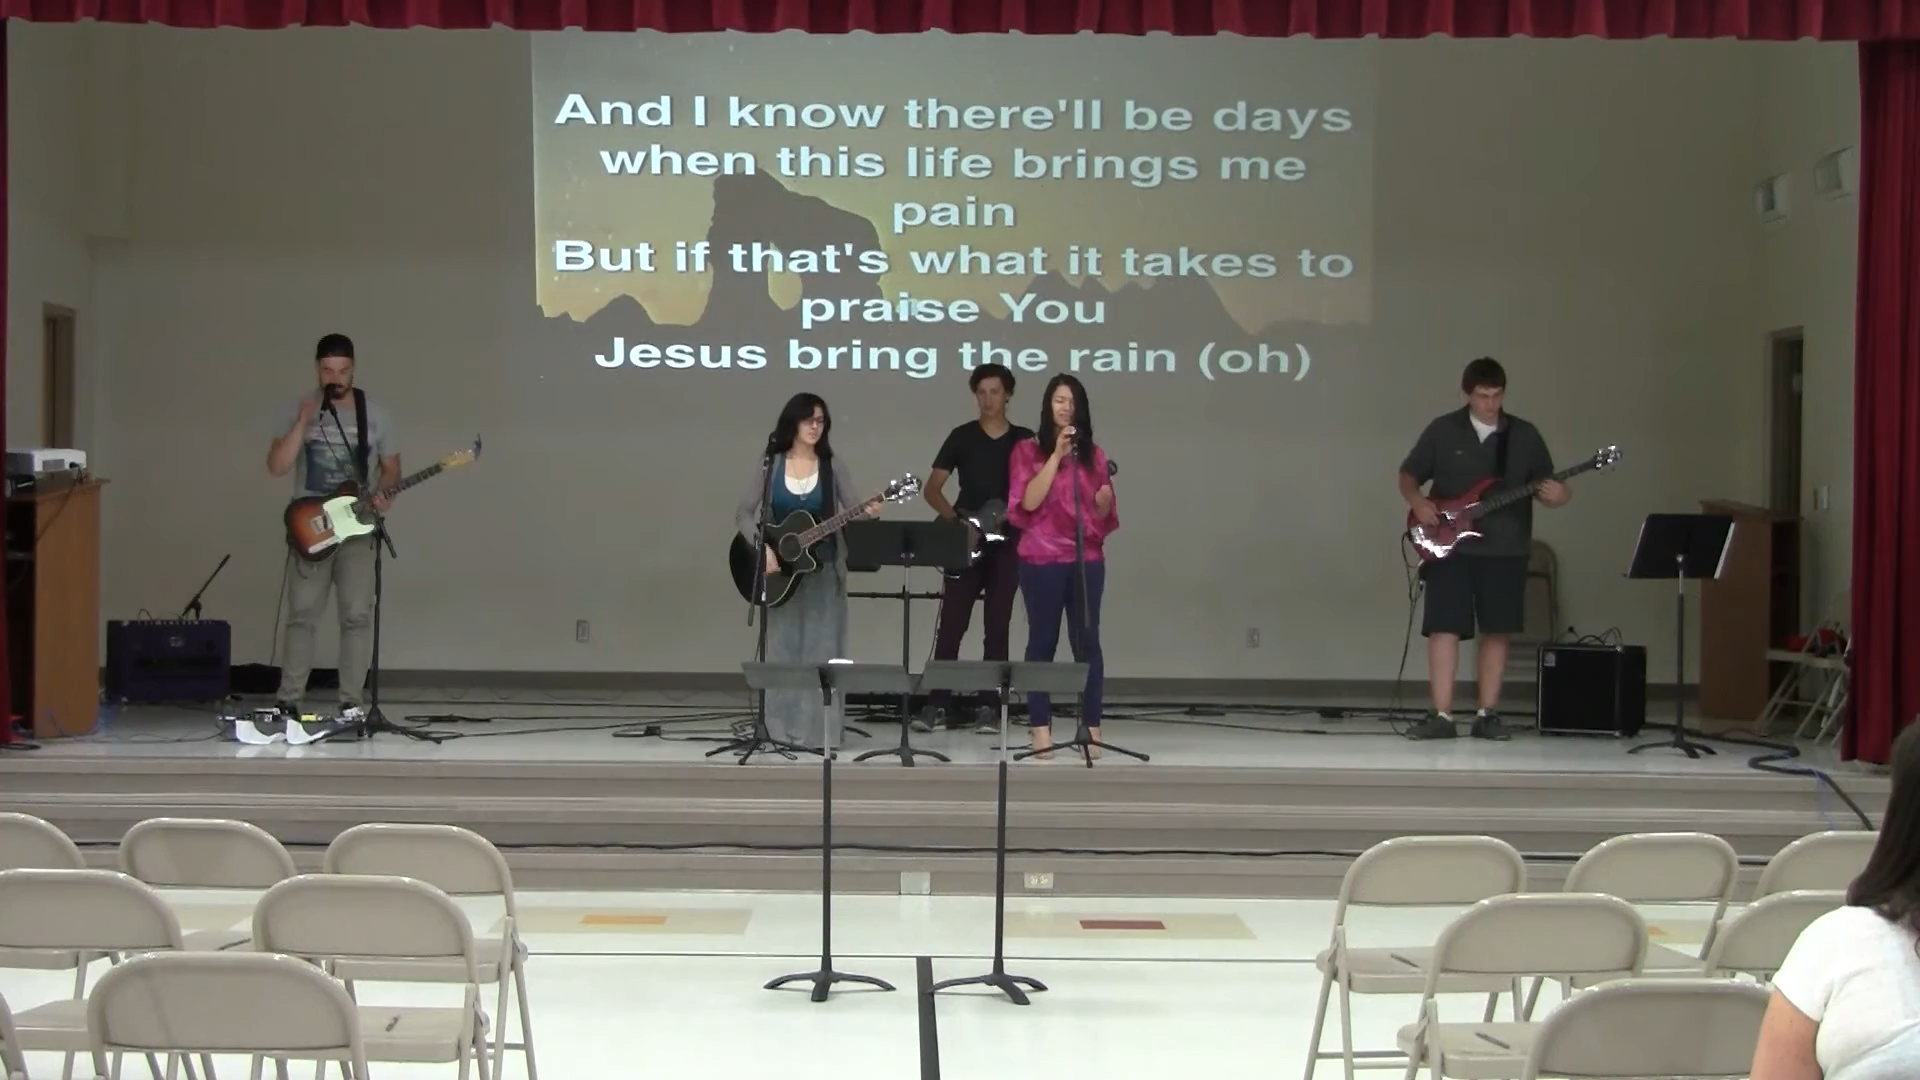 And I know there'll be days
when this life brings me
pain
But if that's what it takes to
praise You
Jesus bring the rain (oh)